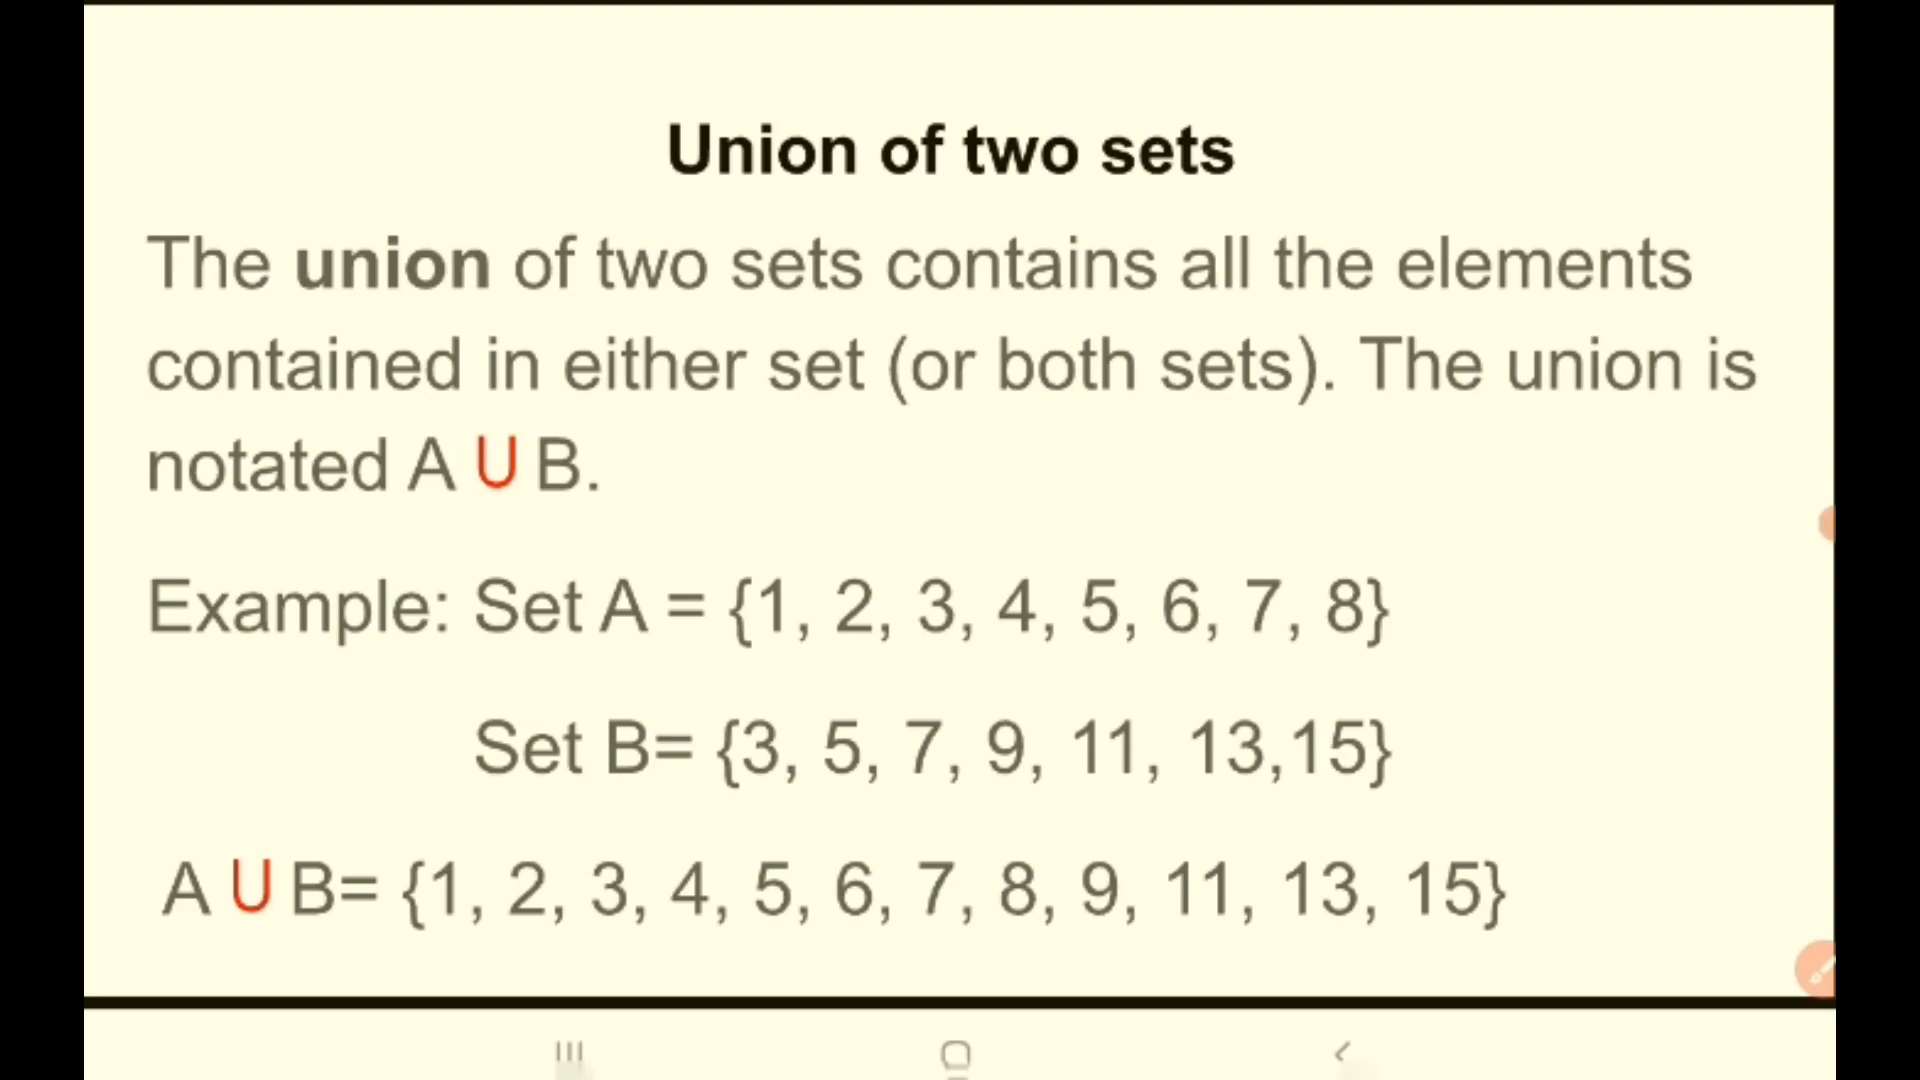 Union of two sets
The union of two sets contains all the elements
contained in either set (or both sets). The union is
notated A U B.
Example: Set A = {1, 2, 3, 4, 5, 6, 7, 8}
Set B= {3, 5, 7, 9, 11, 13,15}
A U B= {1, 2, 3, 4, 5, 6, 7, 8, 9, 11, 13, 15}